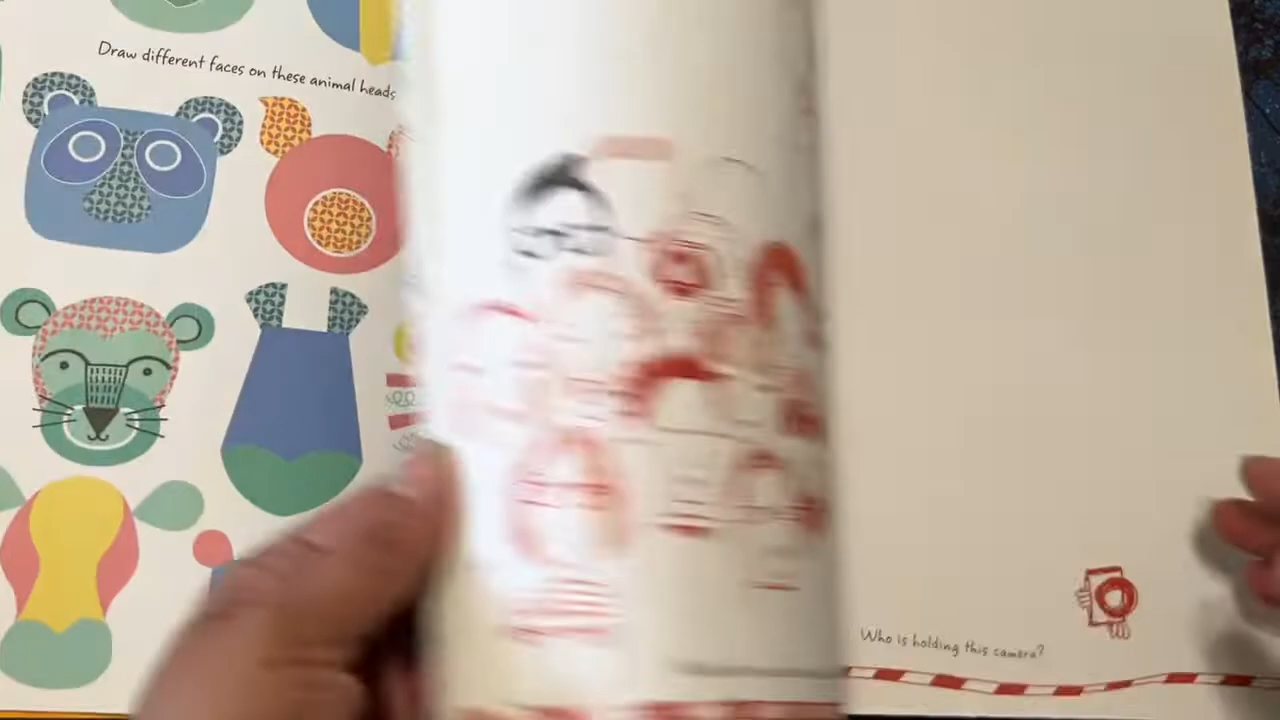 Draw different faces on these animal heads
Who is holding this camera?